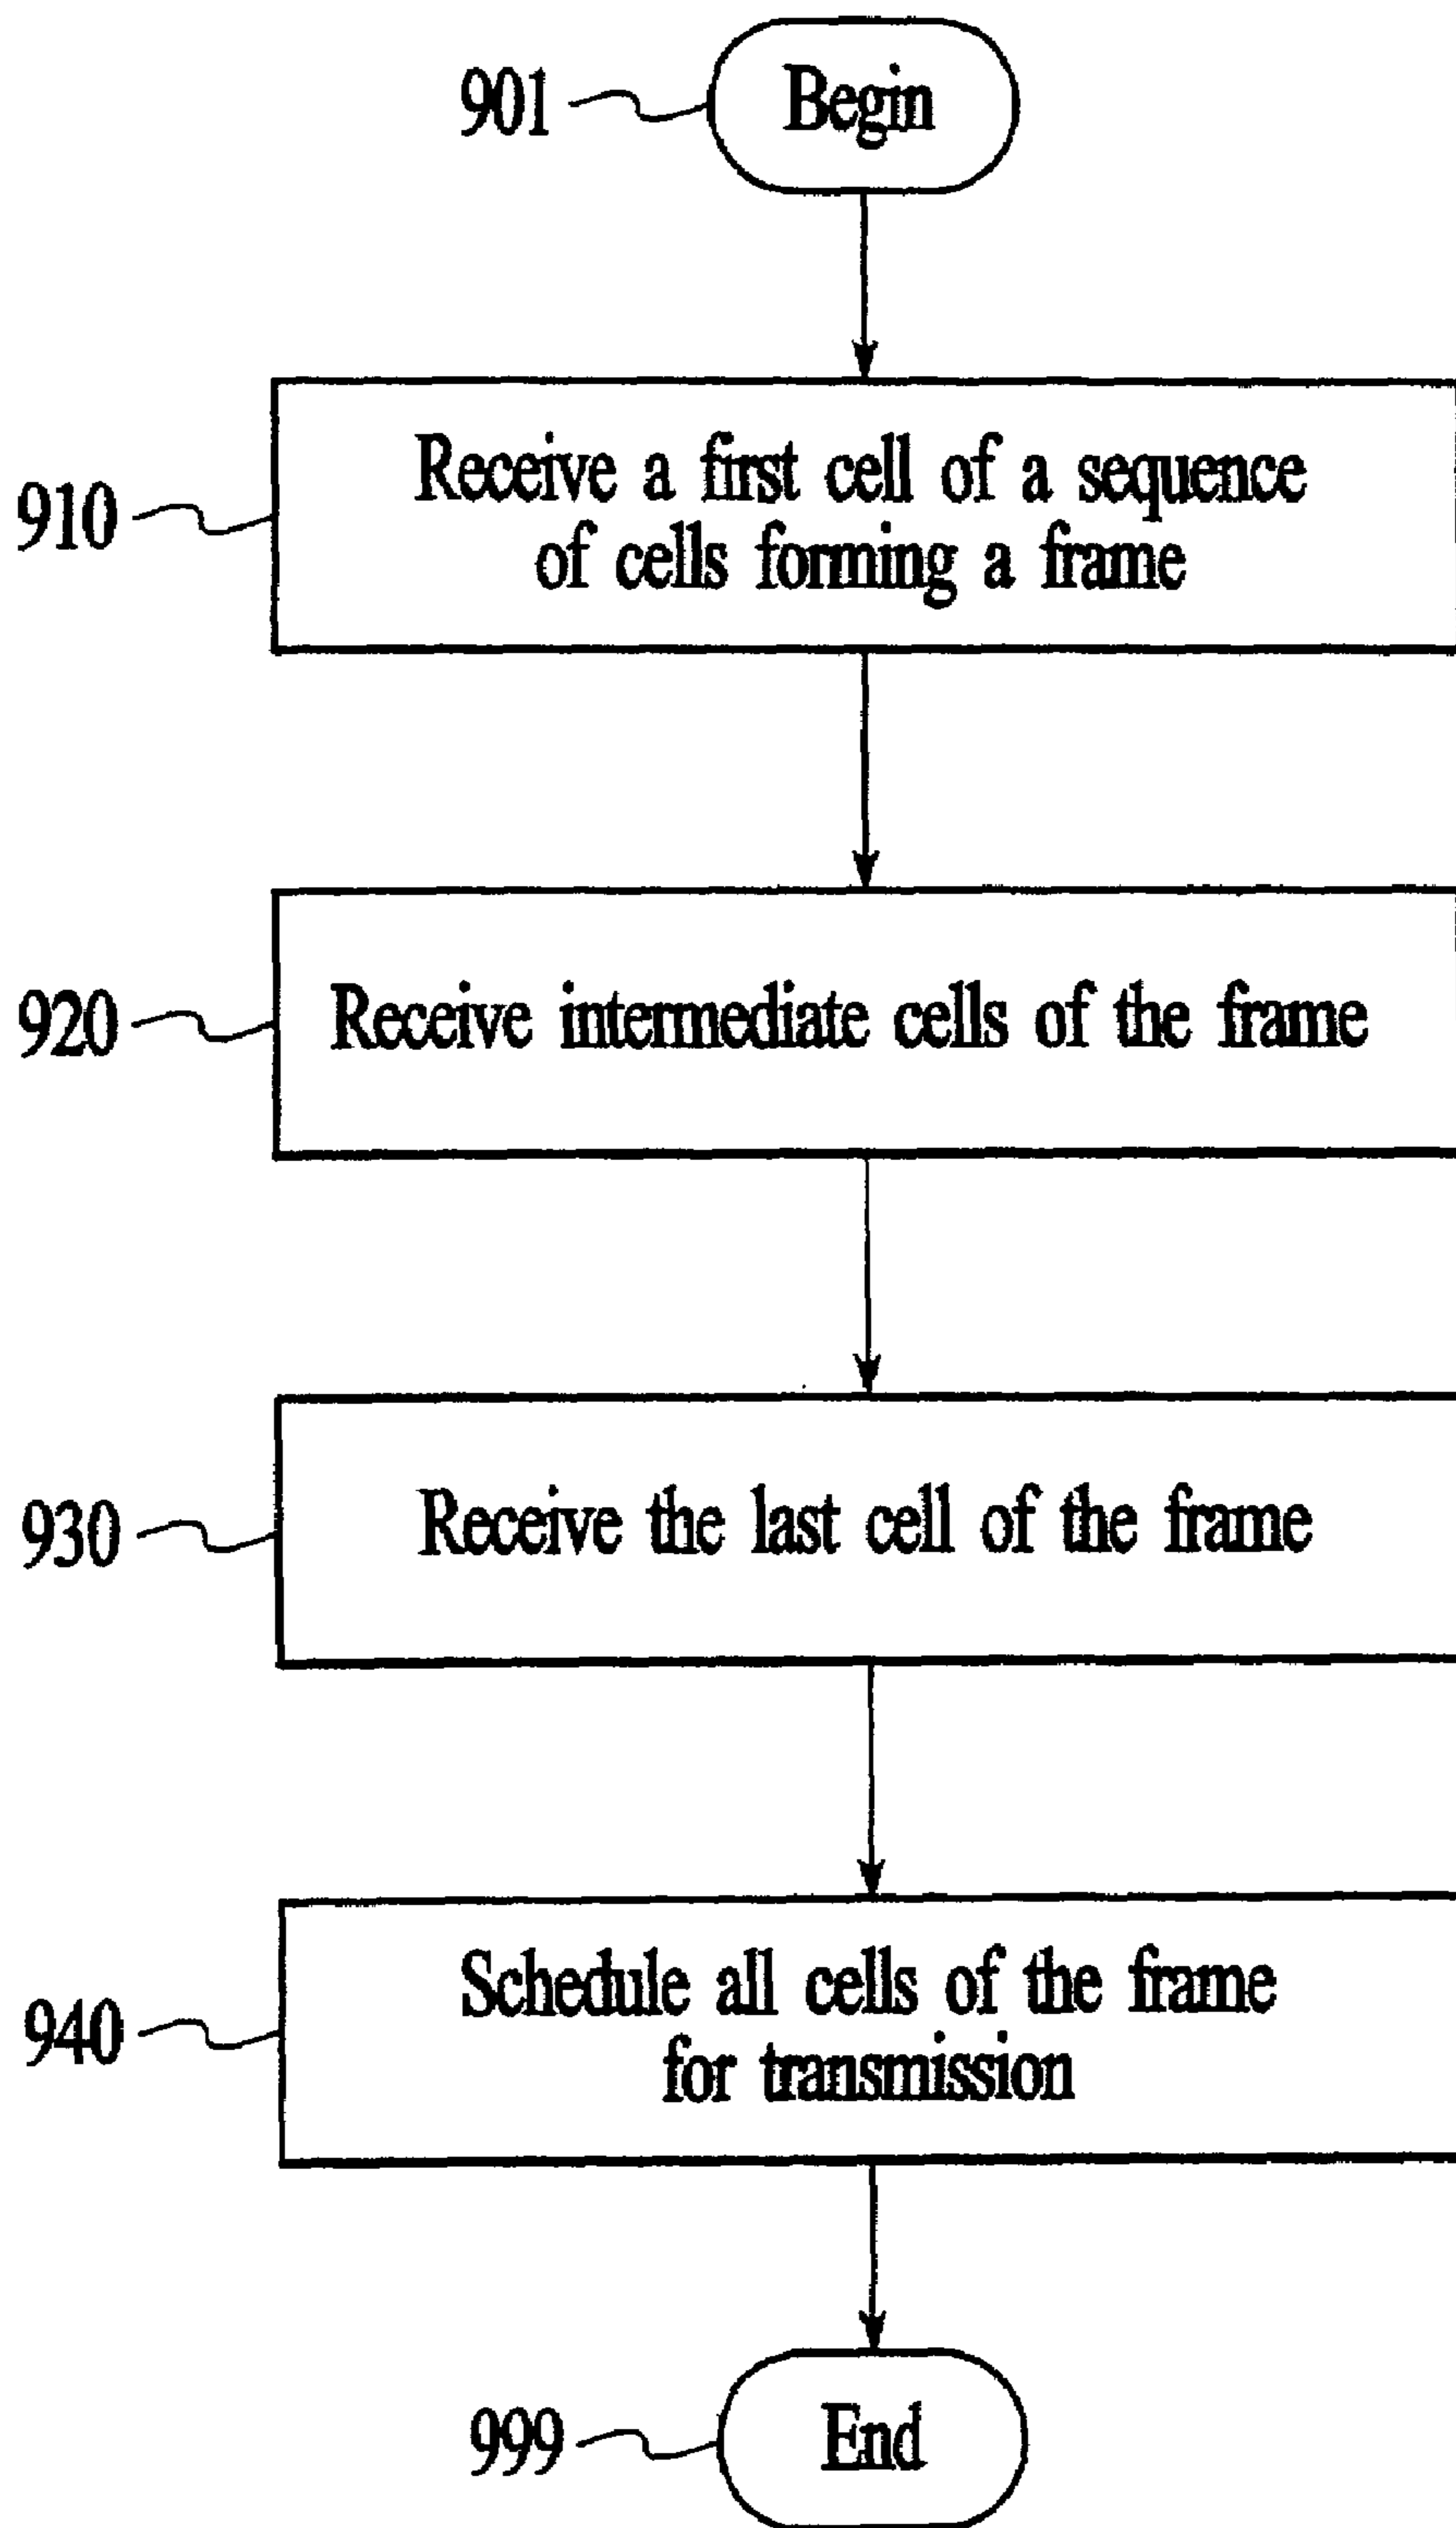 901
Begin
910
Receive a first cell of a sequence
of cells forming a frame
920
Receive intermediate cells of the frame
930
Receive the last cell of the frame
940
Schedule all cells of the frame
for transmission
999
End